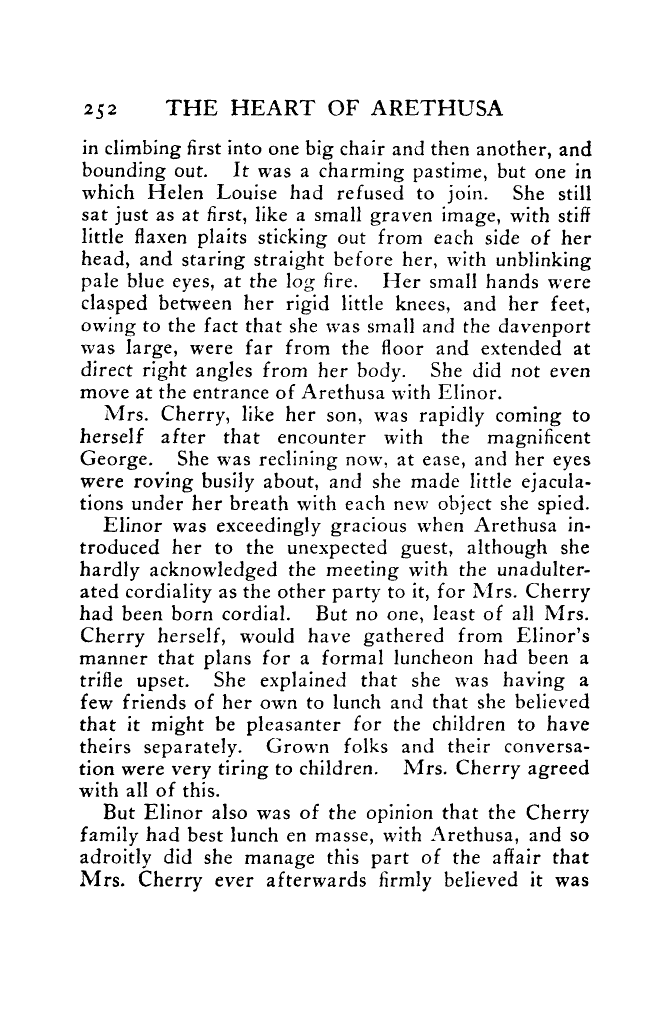 252 THE HEART OF ARETHUSA
in climbing first into one big chair and then another, and
bounding out. It was a charming pastime, but one in
which Helen Louise had refused to join. She still
sat just as at first, like a small graven image, with stiff
little flaxen plaits sticking out from each side of her
head, and staring straight before her, with unblinking
pale blue eyes, at the log fire. Her small hands were
clasped between her rigid little knees, and her feet,
owing to the fact that she was small and the davenport
was large, were far from the floor and extended at
direct right angles from her body. She did not even
move at the entrance of Arethusa with Elinor.
Mrs. Cherry, like her son, was rapidly coming to
herself after that encounter with the magnificent
George. She was reclining now, at ease, and her eyes
were roving busily about, and she made little ejacula-
tions under her breath with each new object she spied.
Elinor was exceedingly gracious when Arethusa in-
troduced her to the unexpected guest, although she
hardly acknowledged the meeting with the unadulter-
ated cordiality as the other party to it, for Mrs. Cherry
had been born cordial. But no one, least of all Mrs.
Cherry herself, would have gathered from Elinor's
manner that plans for a formal luncheon had been a
trifle upset. She explained that she was having a
few friends of her own to lunch and that she believed
that it might be pleasanter for the children to have
theirs separately. Grown folks and their conversa-
tion were very tiring to children. Mrs. Cherry agreed
with all of this.
But Elinor also was of the opinion that the Cherry
family had best lunch en masse, with Arethusa, and so
adroitly did she manage this part of the affair that
Mrs. Cherry ever afterwards firmly believed it was